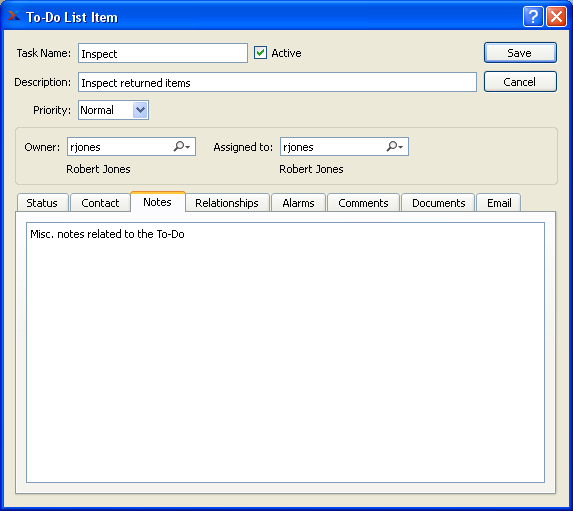 To-Do List Item
Task Name: Inspect Active Save
Description: Inspect returned items Cancel
Priority: Normal
Owner: rjones Assigned to: rjones
Robert Jones Robert Jones
Status Contact Notes Relationships Alarms Comments Documents Email
Misc. notes related to the To-Do